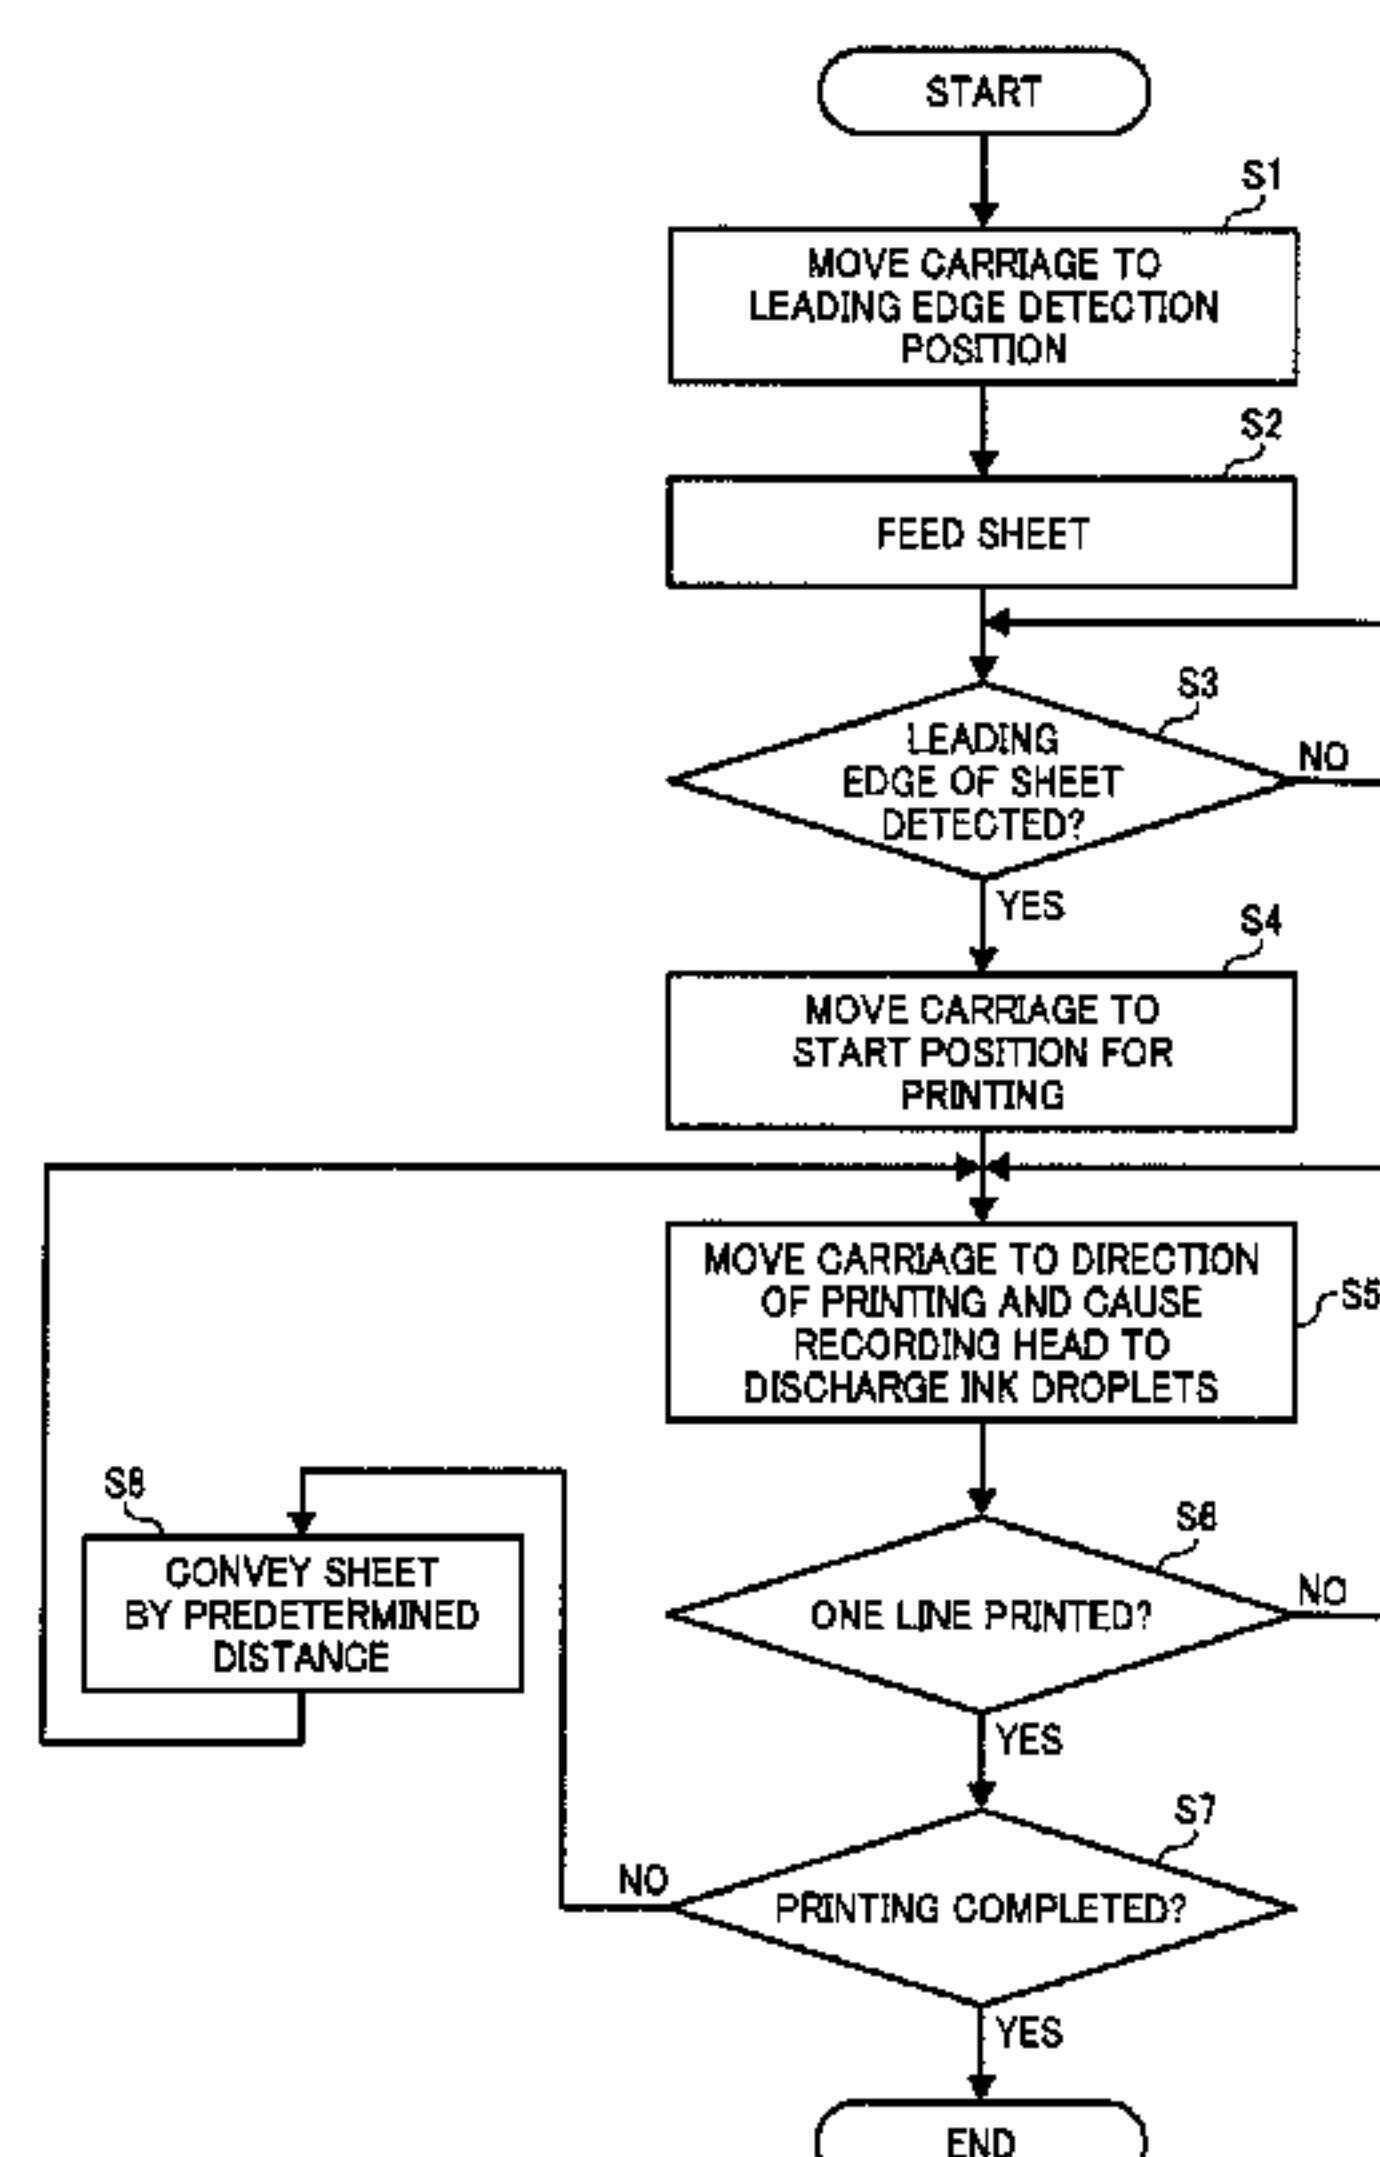 START
S1
MOVE CARRIAGE TO
LEADING EDGE DETECTION
POSITION
S2
FEED SHEET
S3
LEADING
EDGE OF SHEET
DETECTED?
NO
YES
S4
MOVE CARRIAGE TO
START POSITION FOR
PRINTING
MOVE CARRIAGE TO DIRECTION
OF PRINTING AND CAUSE
RECORDING HEAD TO
DISCHARGE INK DROPLETS
S5
S8
CONVEY SHEET
BY PREDETERMINED
DISTANCE
S6
ONE LINE PRINTED?
NO
YES
S7
NO
PRINTING COMPLETED?
YES
END